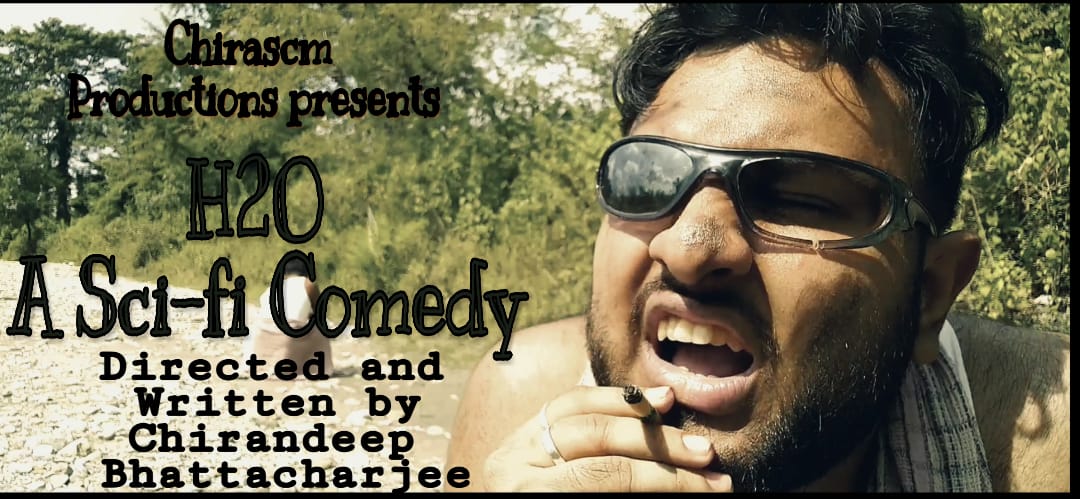 Chirascm
Productions presents
H2O
A Sci-fi Comedy
Directed and
Written by
Chirandeep
Bhattacharjee